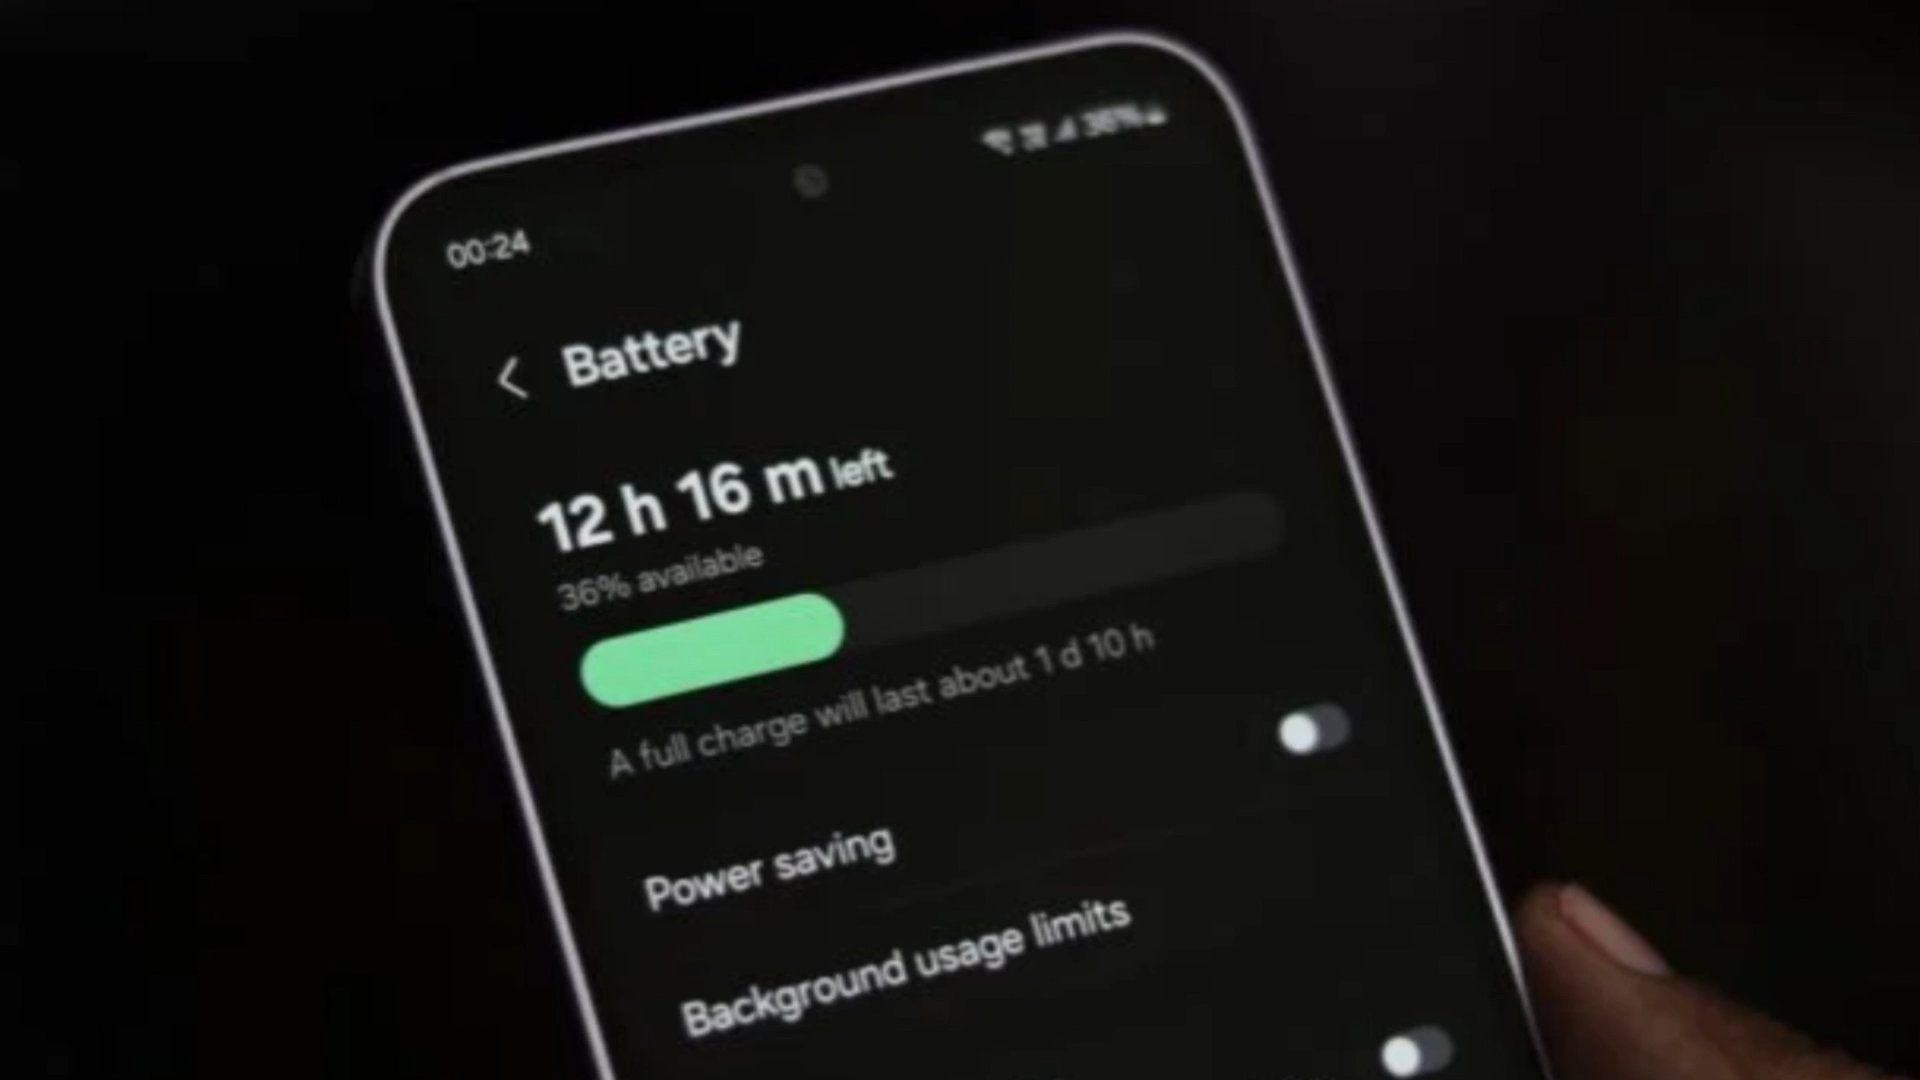 00:24
36%
Battery
12 h 16 m left
36% available
A full charge will last about 1 d 10 h
Power saving
Background usage limits